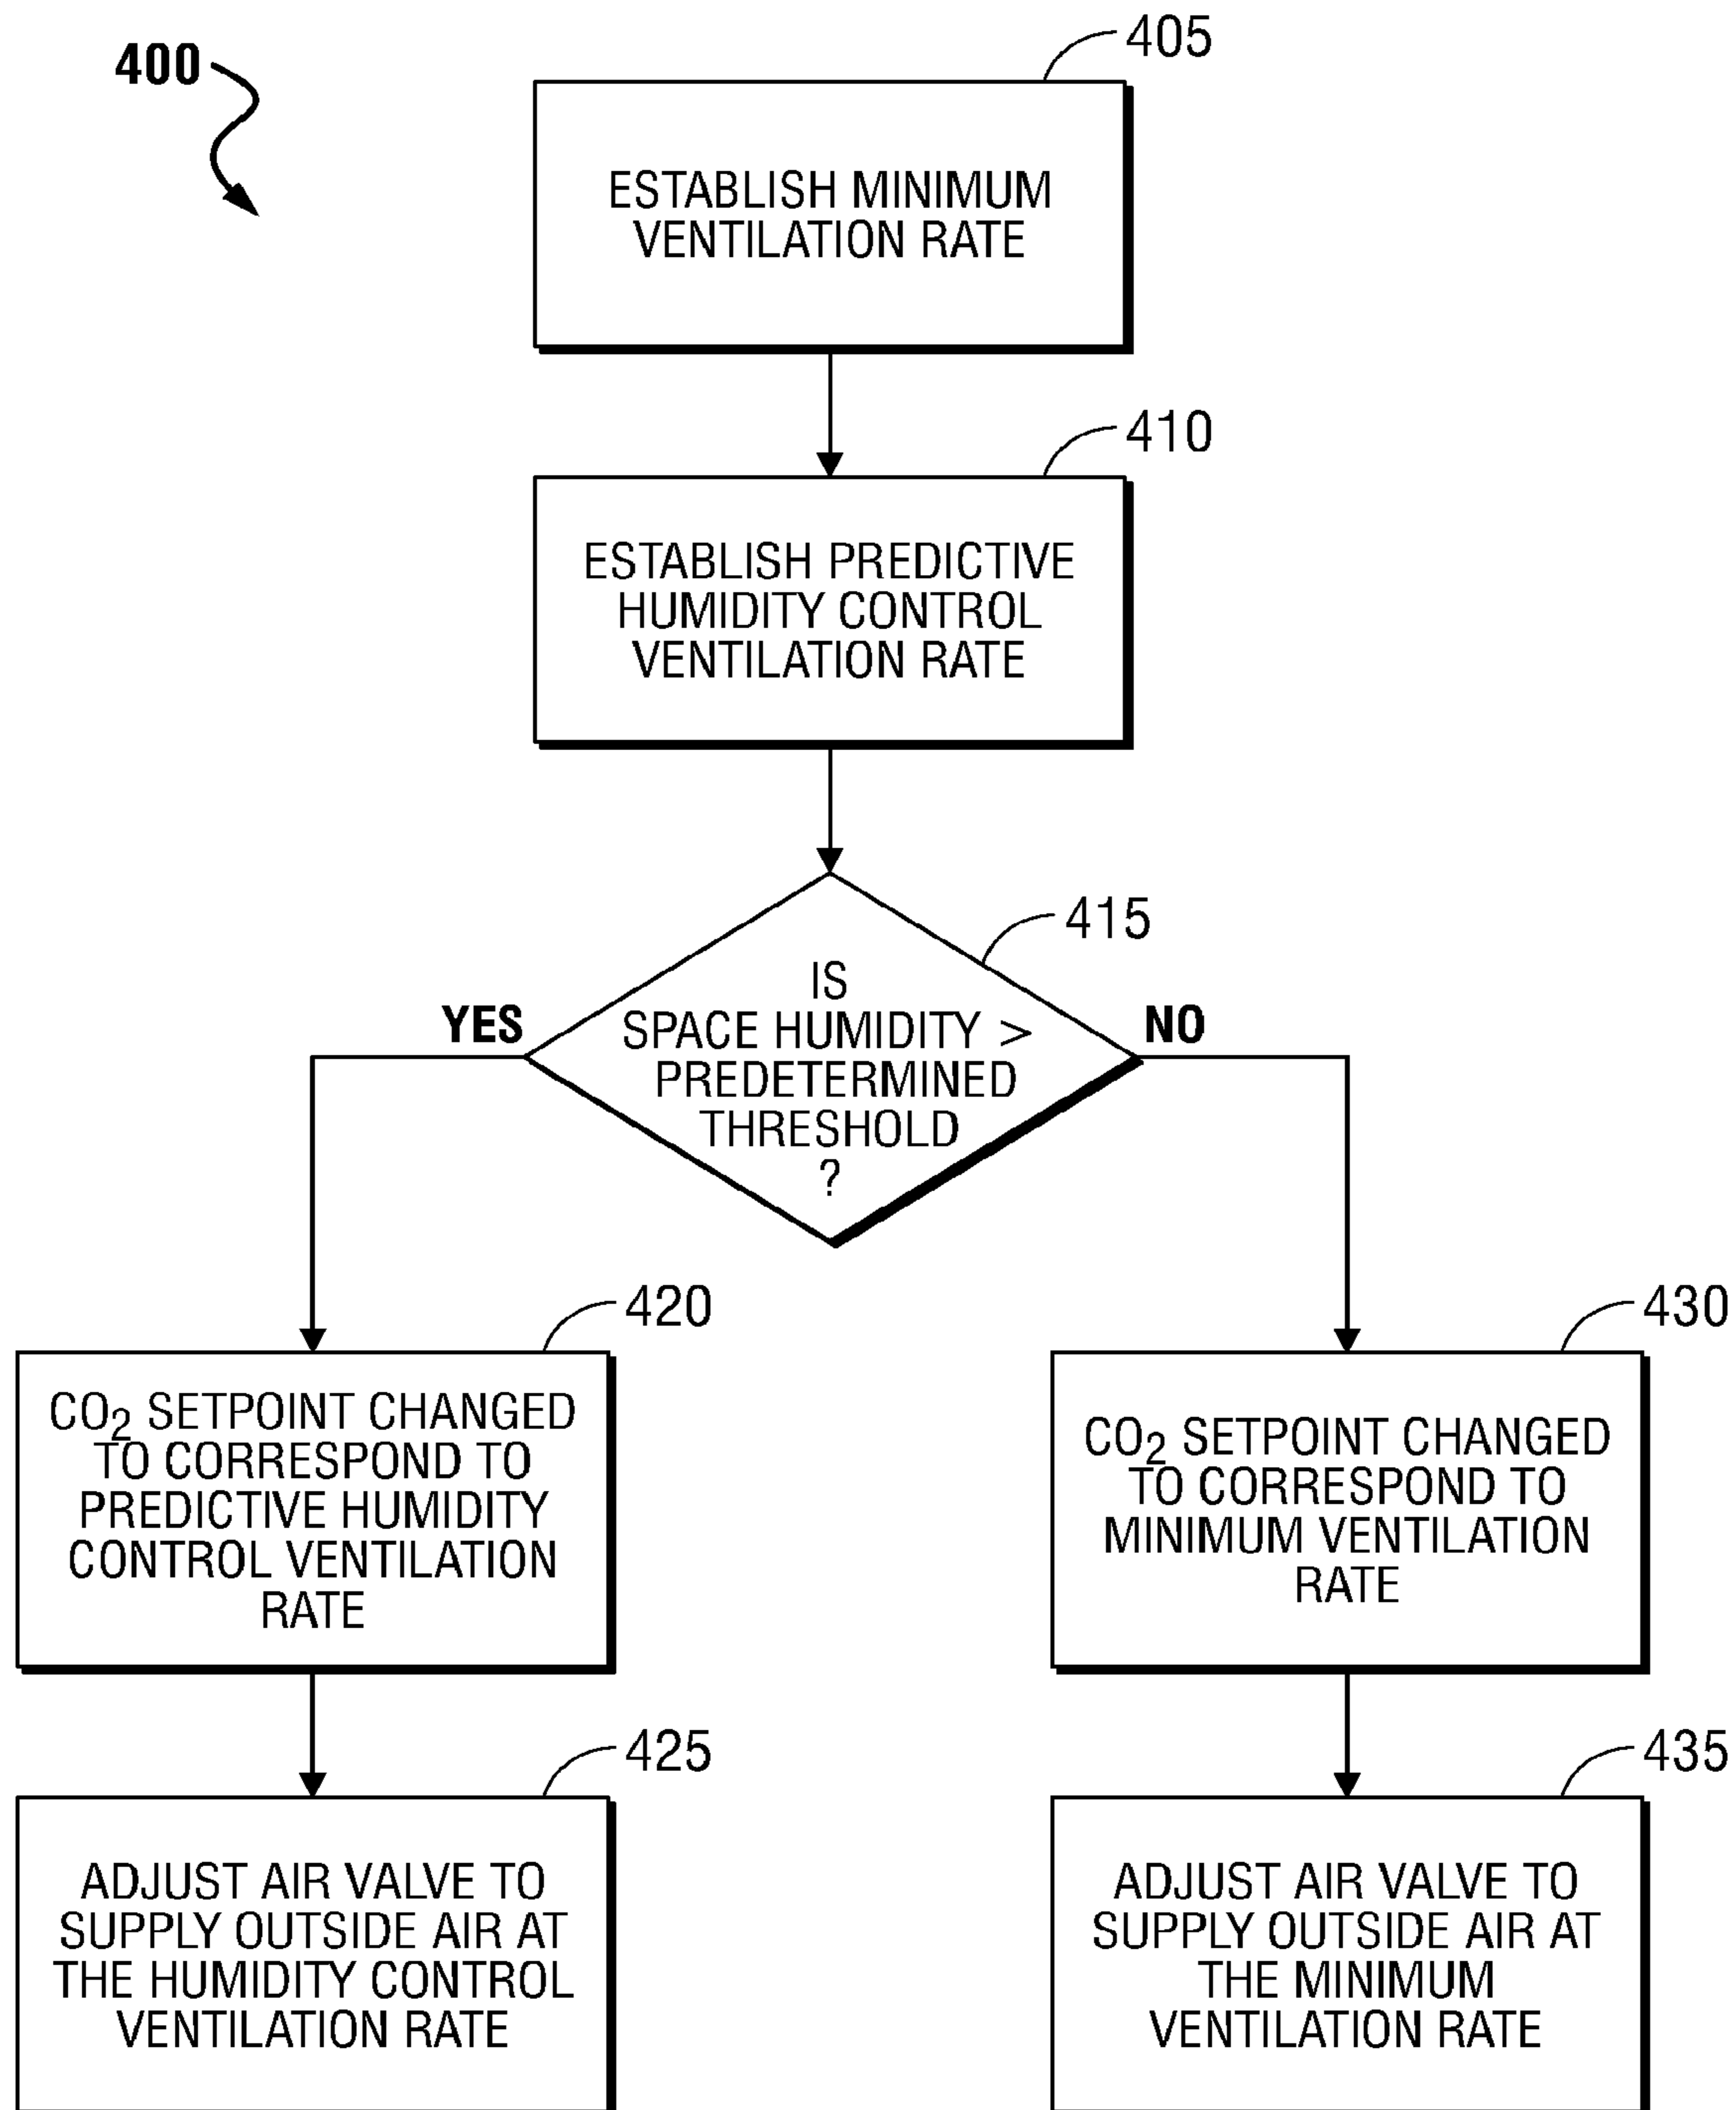 400
405
ESTABLISH MINIMUM
VENTILATION RATE
410
ESTABLISH PREDICTIVE
HUMIDITY CONTROL
VENTILATION RATE
415
IS
SPACE HUMIDITY >
PREDETERMINED
THRESHOLD
?
YES
NO
420
CO₂ SETPOINT CHANGED
TO CORRESPOND TO
PREDICTIVE HUMIDITY
CONTROL VENTILATION
RATE
430
CO₂ SETPOINT CHANGED
TO CORRESPOND TO
MINIMUM VENTILATION
RATE
425
ADJUST AIR VALVE TO
SUPPLY OUTSIDE AIR AT
THE HUMIDITY CONTROL
VENTILATION RATE
435
ADJUST AIR VALVE TO
SUPPLY OUTSIDE AIR AT
THE MINIMUM
VENTILATION RATE